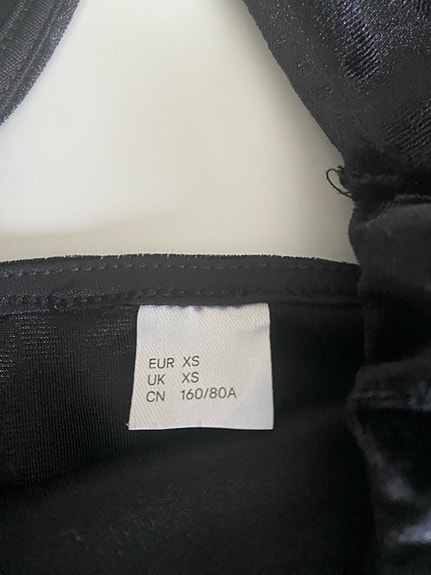 EUR XS
UK XS
CN 160/80A